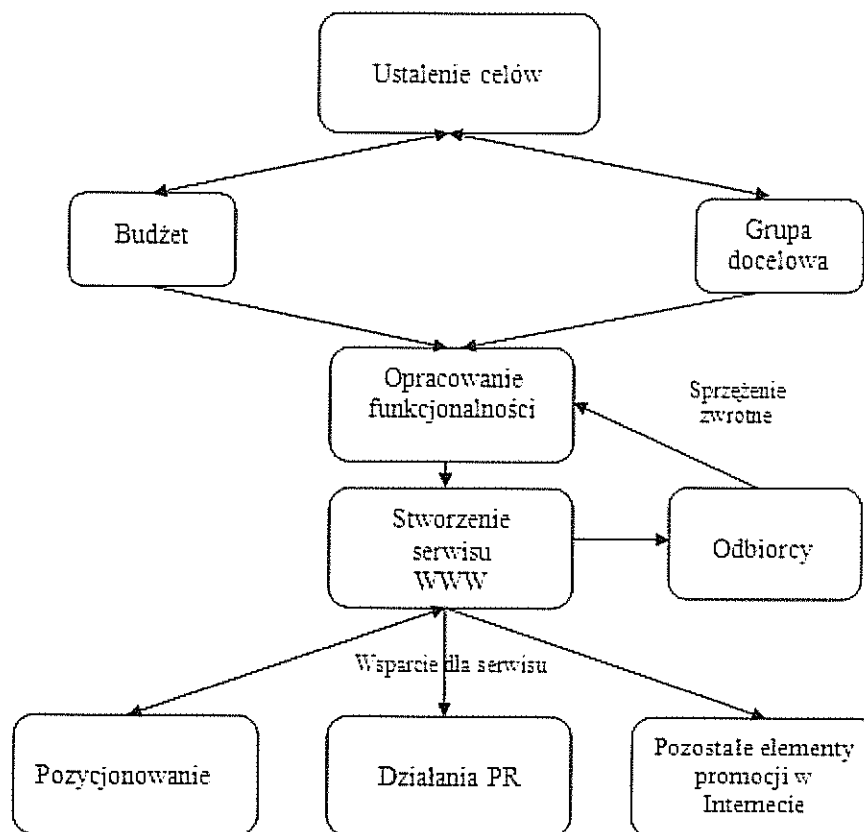 Ustalenie celów
Budżet
Grupa
docelowa
Opracowanie
funkcjonalności
Sprzężenie
zwrotne
Stworzenie
serwisu
WWW
Odbiorcy
Wsparcie dla serwisu
Pozycjonowanie
Działania PR
Pozostałe elementy
promocji w
Internecie